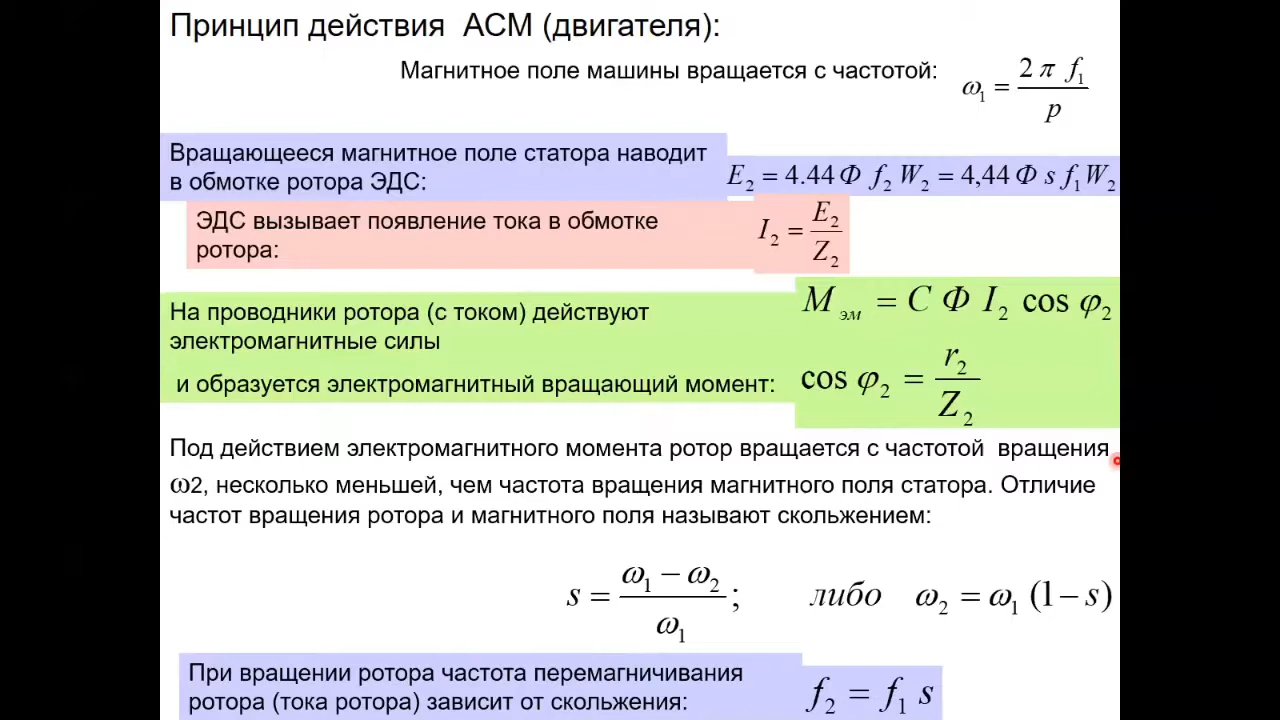 Принцип действия АСМ (двигателя):
Магнитное поле машины вращается с частотой: ω₁ = 2 π f₁ / p
Вращающееся магнитное поле статора наводит
в обмотке ротора ЭДС: E₂ = 4.44 Φ f₂ W₂ = 4,44 Φ s f₁ W₂
ЭДС вызывает появление тока в обмотке
ротора: I₂ = E₂ / Z₂
На проводники ротора (с током) действуют
электромагнитные силы
M эм = C Φ I₂ cos φ₂
и образуется электромагнитный вращающий момент: cos φ₂ = r₂ / Z₂
Под действием электромагнитного момента ротор вращается с частотой вращения
ω2, несколько меньшей, чем частота вращения магнитного поля статора. Отличие
частот вращения ротора и магнитного поля называют скольжением:
s = (ω₁ − ω₂) / ω₁ ; либо ω₂ = ω₁ (1 − s)
При вращении ротора частота перемагничивания
ротора (тока ротора) зависит от скольжения: f₂ = f₁ s